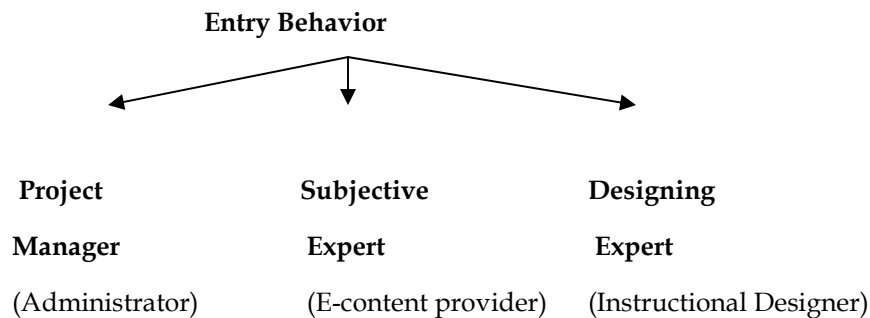 Entry Behavior
Project Subjective Designing
Manager Expert Expert
(Administrator) (E-content provider) (Instructional Designer)